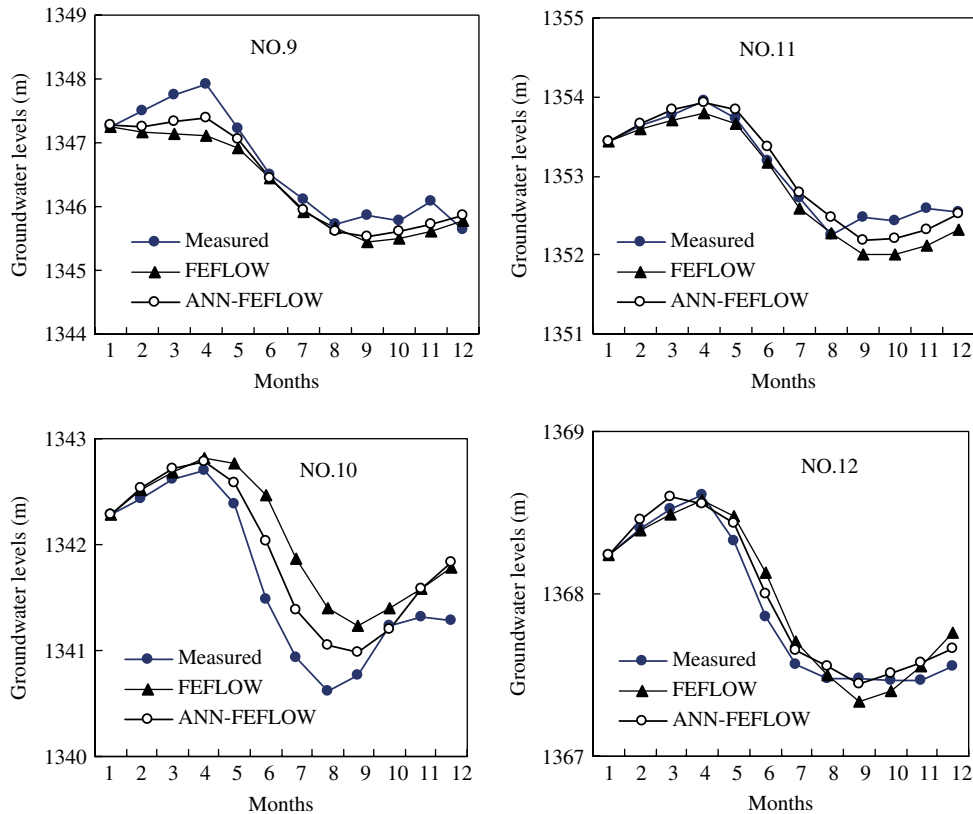 1349
1348
1347
1346
1345
1344
Groundwater levels (m)
NO.9
Measured
FEFLOW
ANN-FEFLOW
1 2 3 4 5 6 7 8 9 10 11 12
Months
1355
1354
1353
1352
1351
Groundwater levels (m)
NO.11
Measured
FEFLOW
ANN-FEFLOW
1 2 3 4 5 6 7 8 9 10 11 12
Months
1343
1342
1341
1340
Groundwater levels (m)
NO.10
Measured
FEFLOW
ANN-FEFLOW
1 2 3 4 5 6 7 8 9 10 11 12
Months
1369
1368
1367
Groundwater levels (m)
NO.12
Measured
FEFLOW
ANN-FEFLOW
1 2 3 4 5 6 7 8 9 10 11 12
Months